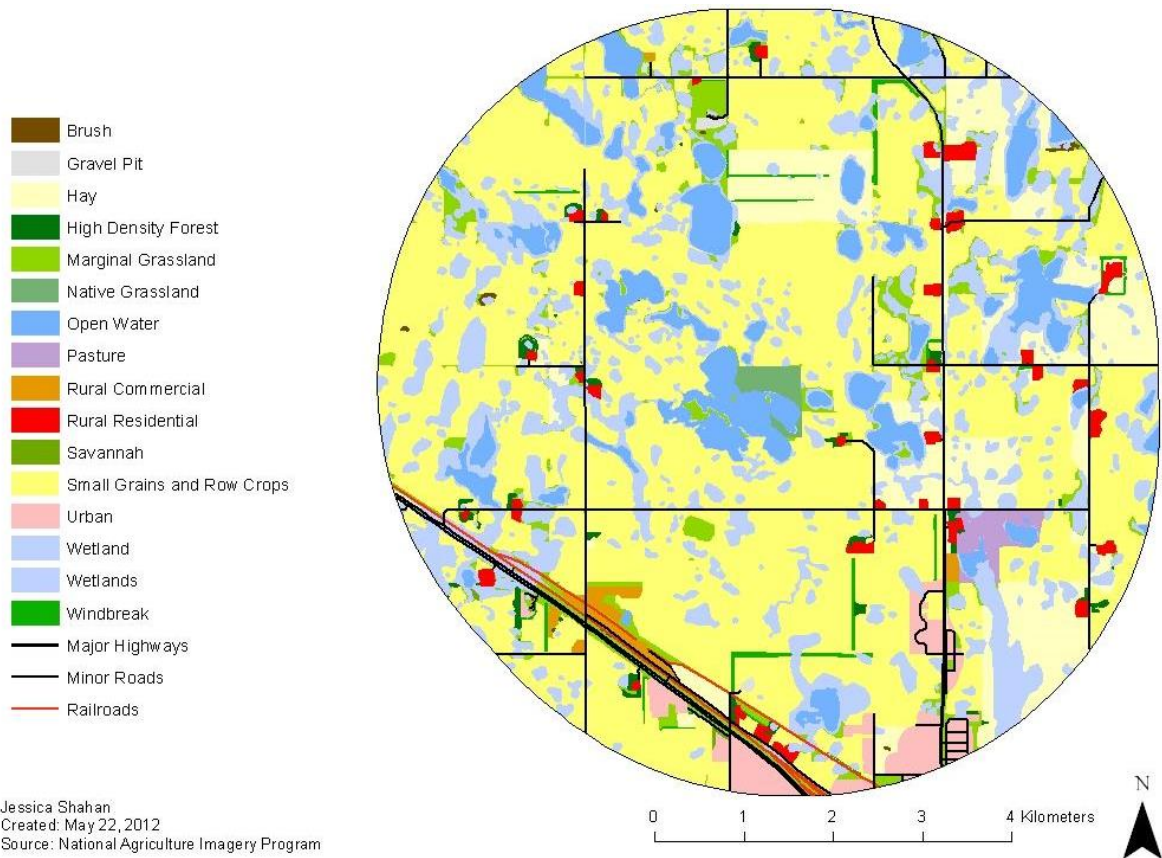 Brush
Gravel Pit
Hay
High Density Forest
Marginal Grassland
Native Grassland
Open Water
Pasture
Rural Commercial
Rural Residential
Savannah
Small Grains and Row Crops
Urban
Wetland
Wetlands
Windbreak
Major Highways
Minor Roads
Railroads
Jessica Shahan
Created: May 22, 2012
Source: National Agriculture Imagery Program
0 1 2 3 4 Kilometers
N